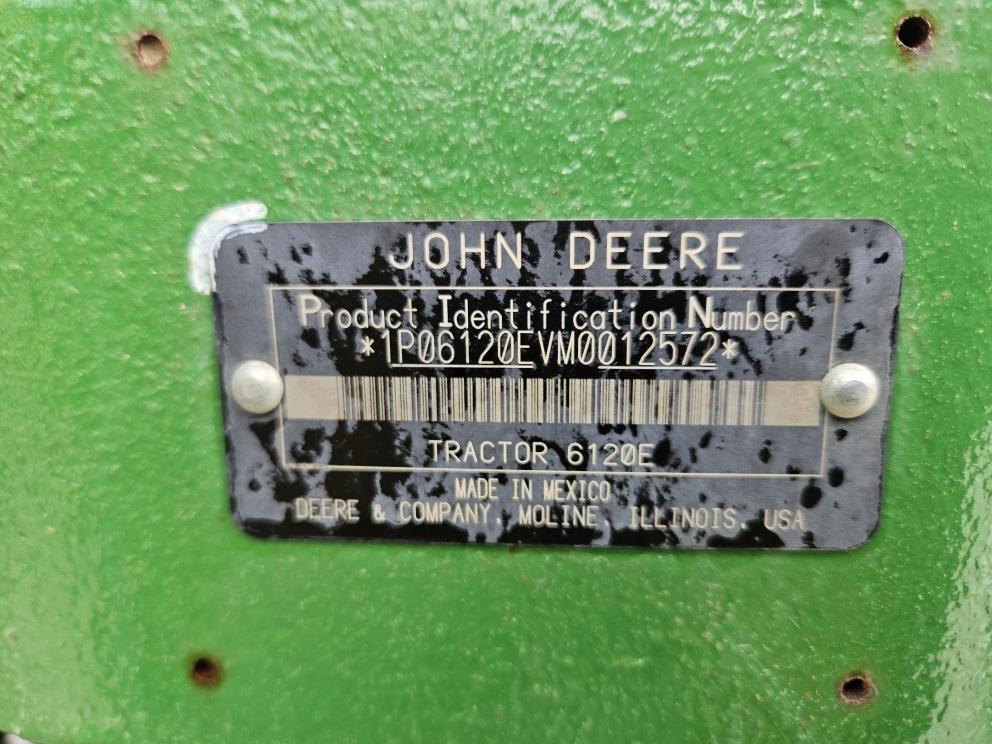 JOHN DEERE
Product Identification Number
*1P06120EVM0012572*
TRACTOR 6120E
MADE IN MEXICO
DEERE & COMPANY, MOLINE, ILLINOIS, USA